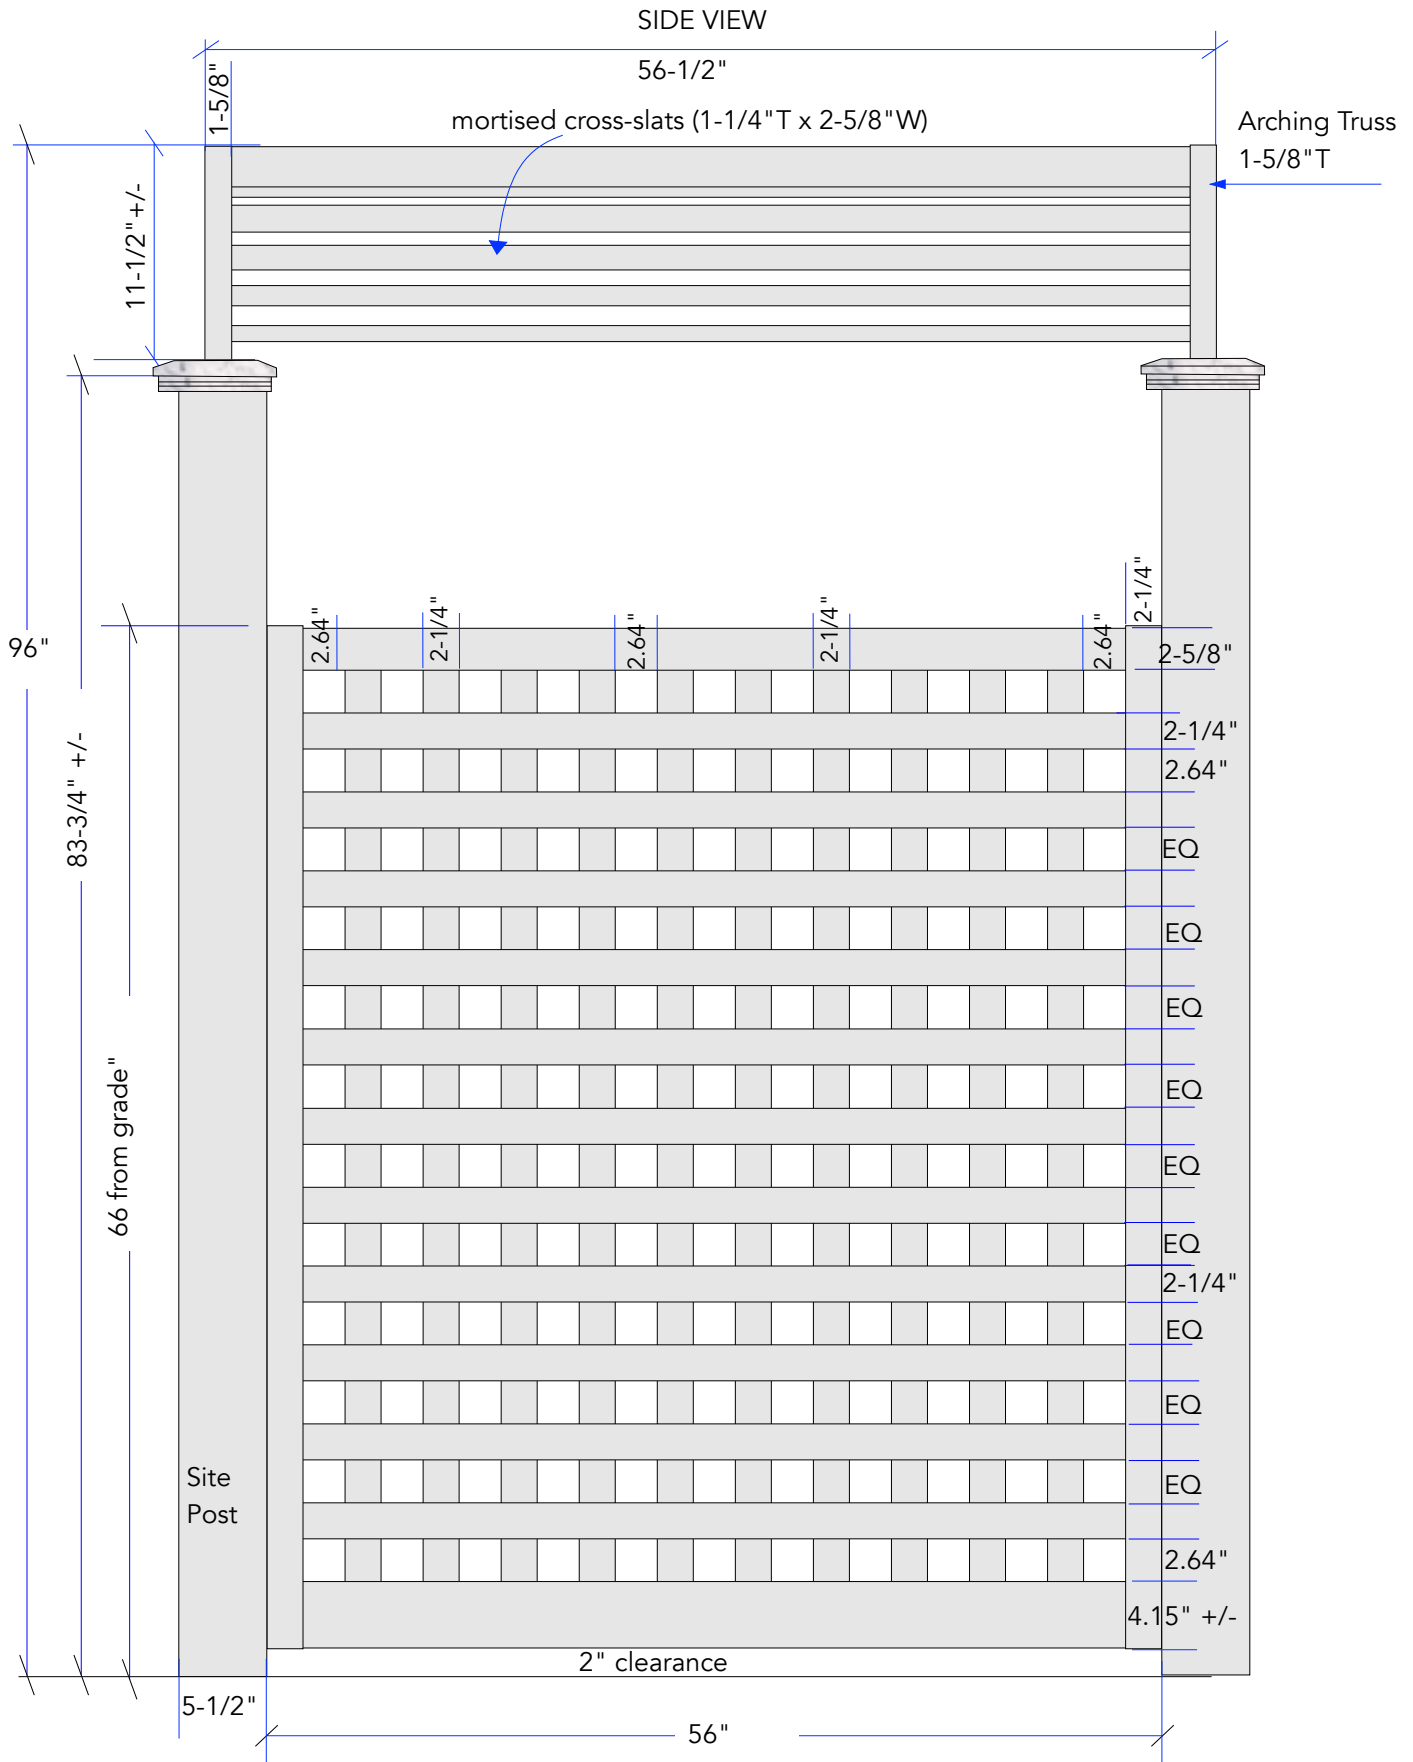 SIDE VIEW
56-1/2"
1-5/8"
mortised cross-slats (1-1/4"T x 2-5/8"W)
Arching Truss
1-5/8"T
11-1/2" +/-
96"
83-3/4" +/-
66 from grade"
2.64"
2-1/4"
2.64"
2-1/4"
2.64"
2-1/4"
2-5/8"
2-1/4"
2.64"
EQ
EQ
EQ
EQ
EQ
EQ
2-1/4"
EQ
EQ
EQ
2.64"
4.15" +/-
Site
Post
2" clearance
5-1/2"
56"